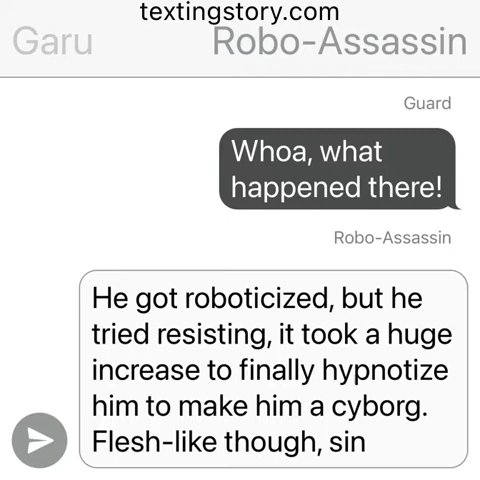 textingstory.com
Garu
Robo-Assassin
Guard
Whoa, what
happened there!
Robo-Assassin
He got roboticized, but he
tried resisting, it took a huge
increase to finally hypnotize
him to make him a cyborg.
Flesh-like though, sin